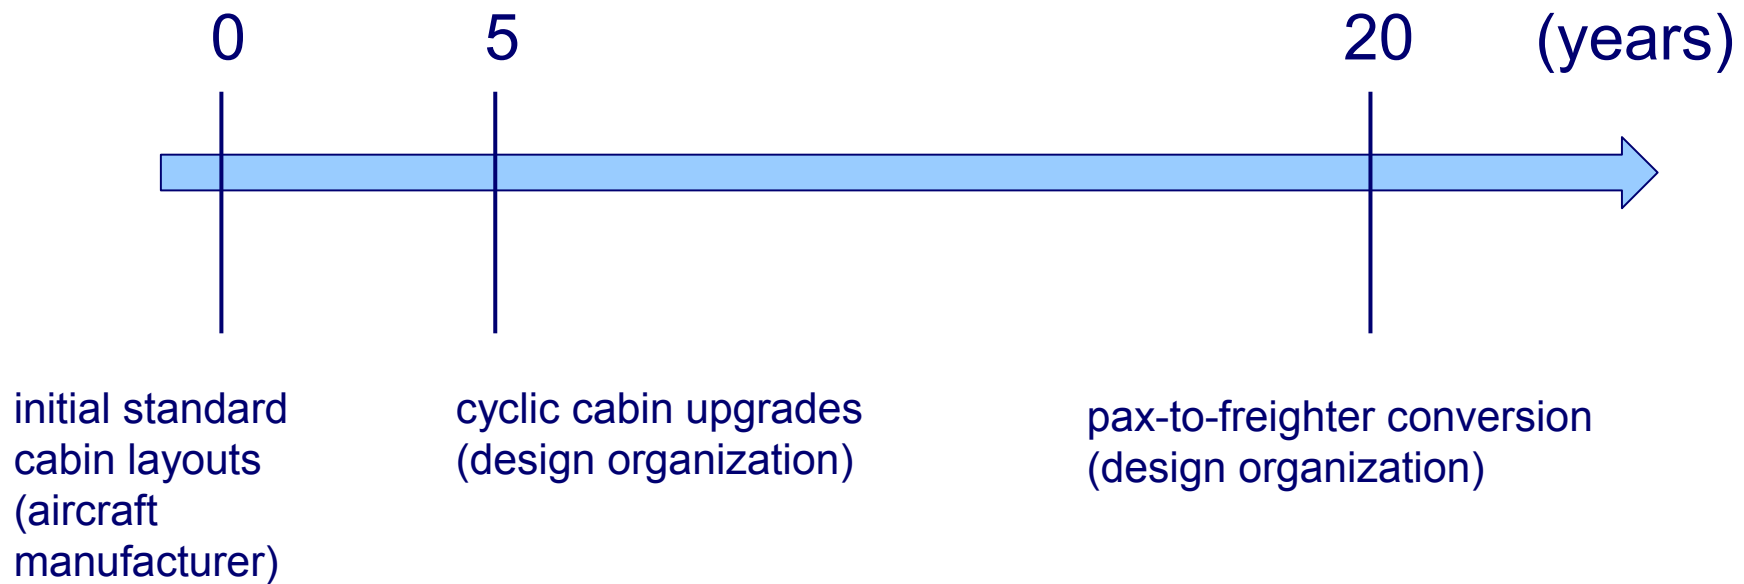 0 5 20 (years)
initial standard
cabin layouts
(aircraft
manufacturer)
cyclic cabin upgrades
(design organization)
pax-to-freighter conversion
(design organization)